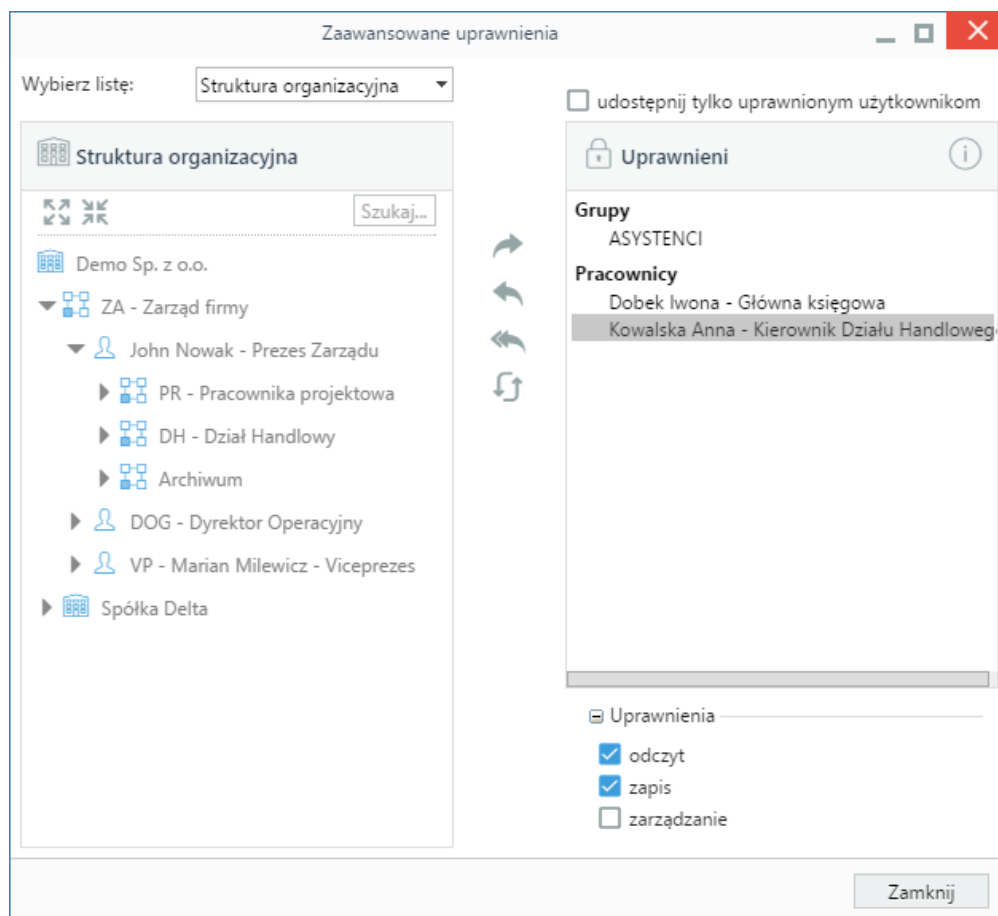 Zaawansowane uprawnienia
Wybierz listę:
Struktura organizacyjna
udostępnij tylko uprawnionym użytkownikom
Struktura organizacyjna
Szukaj...
Demo Sp. z o.o.
ZA - Zarząd firmy
John Nowak - Prezes Zarządu
PR - Pracownika projektowa
DH - Dział Handlowy
Archiwum
DOG - Dyrektor Operacyjny
VP - Marian Milewicz - Viceprezes
Spółka Delta
Uprawnieni
Grupy
ASYSTENCI
Pracownicy
Dobek Iwona - Główna księgowa
Kowalska Anna - Kierownik Działu Handloweg
Uprawnienia
odczyt
zapis
zarządzanie
Zamknij